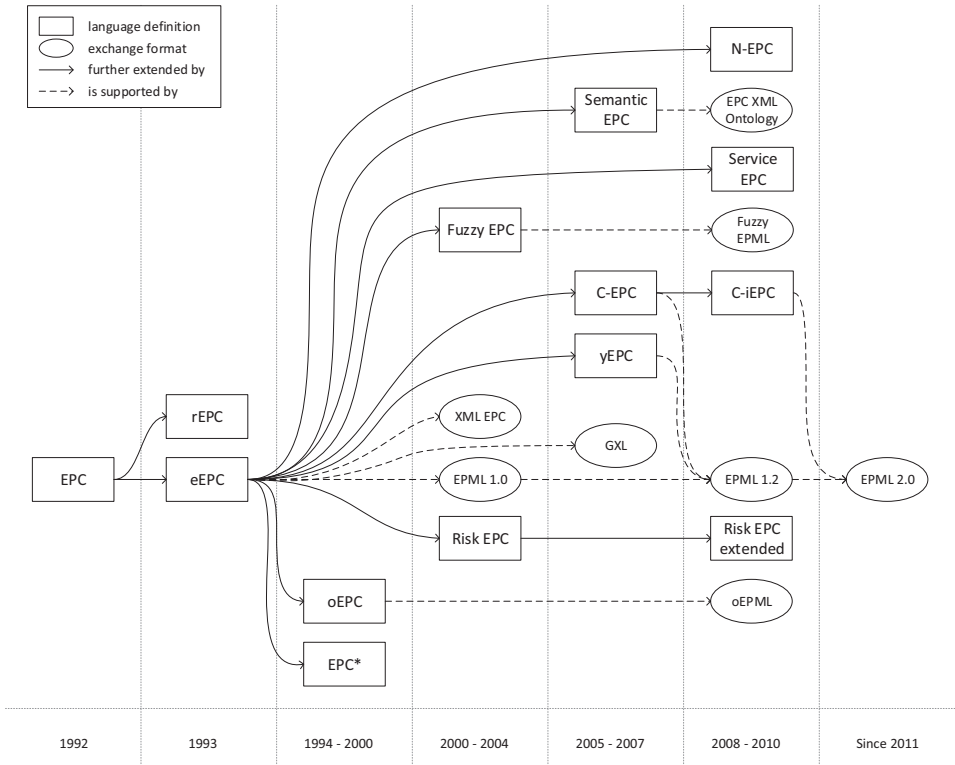 language definition
exchange format
further extended by
is supported by
N-EPC
Semantic
EPC
EPC XML
Ontology
Service
EPC
Fuzzy EPC
Fuzzy
EPML
C-EPC
C-iEPC
yEPC
rEPC
XML EPC
GXL
EPC
eEPC
EPML 1.0
EPML 1.2
EPML 2.0
Risk EPC
Risk EPC
extended
oEPC
oEPML
EPC*
1992
1993
1994 - 2000
2000 - 2004
2005 - 2007
2008 - 2010
Since 2011